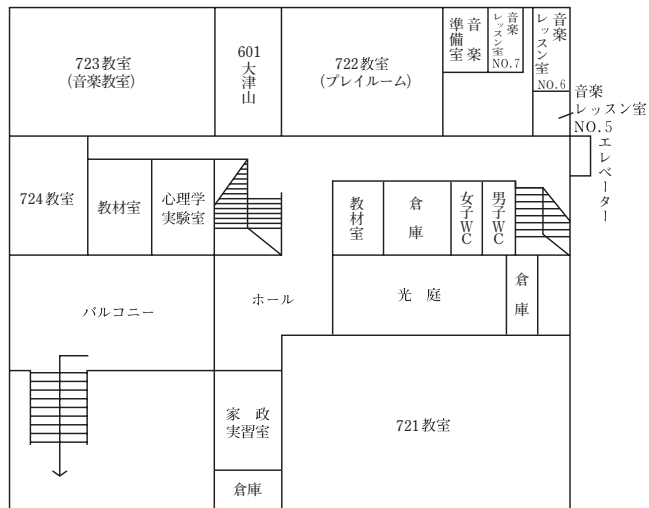 723教室
(音楽教室)
601
大津山
722教室
(プレイルーム)
音楽
準備室
音楽
レッスン室
NO.7
音楽
レッスン室
NO.6
音楽
レッスン室
NO.5
エレベーター
724教室
教材室
心理学
実験室
教材室
倉庫
女子WC
男子WC
バルコニー
ホール
光 庭
倉庫
家 政
実習室
721教室
倉庫